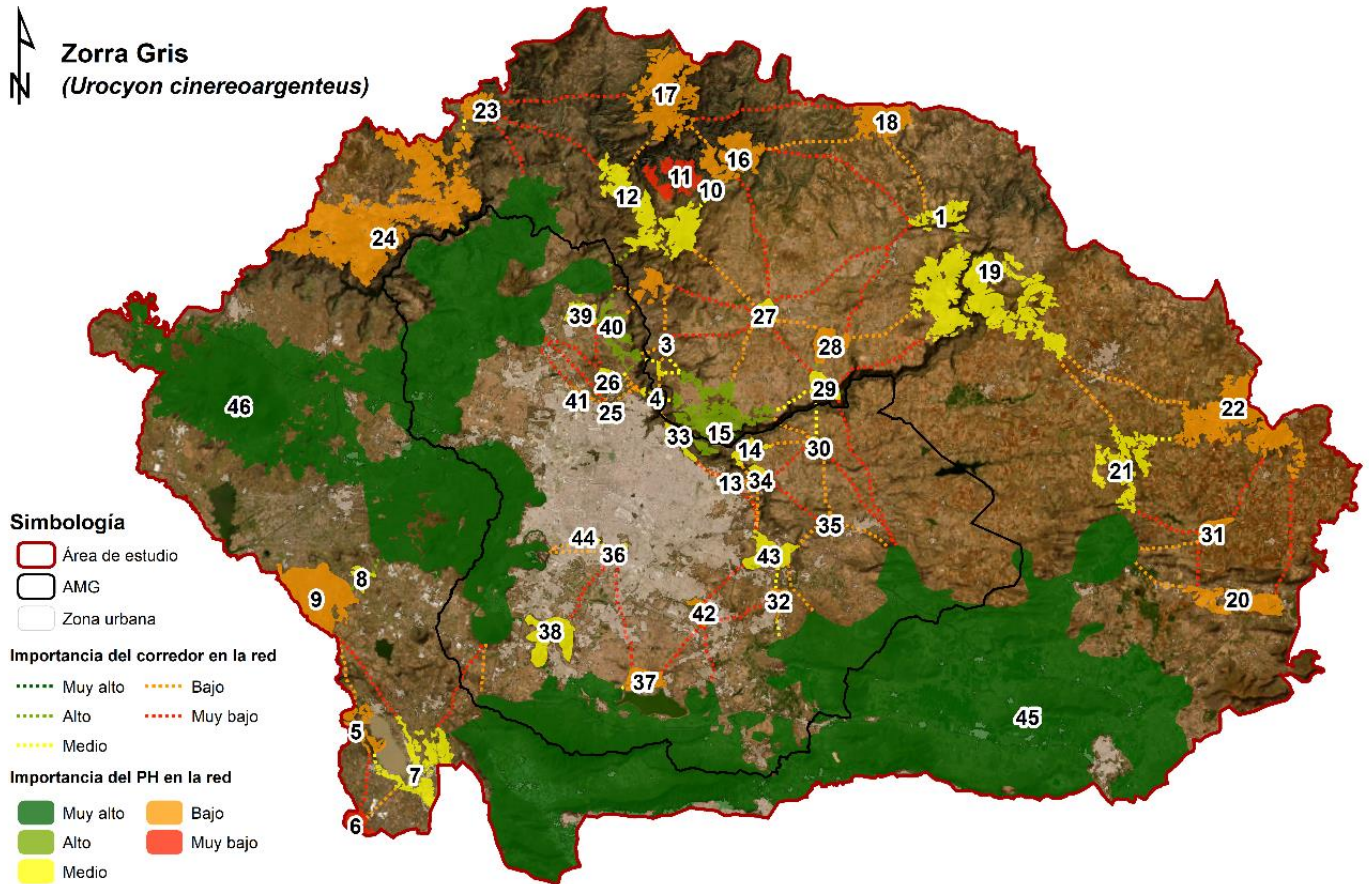 Zorra Gris
(Urocyon cinereoargenteus)
N
17
23
18
16
11
10
12
1
24
19
39
27
40
3
28
26
29
4
41
46
25
22
33
15
14
30
21
13
34
35
31
44
36
43
8
9
32
20
42
38
37
45
5
7
6
Simbología
Área de estudio
AMG
Zona urbana
Importancia del corredor en la red
Muy alto
Bajo
Alto
Muy bajo
Medio
Importancia del PH en la red
Muy alto
Bajo
Alto
Muy bajo
Medio